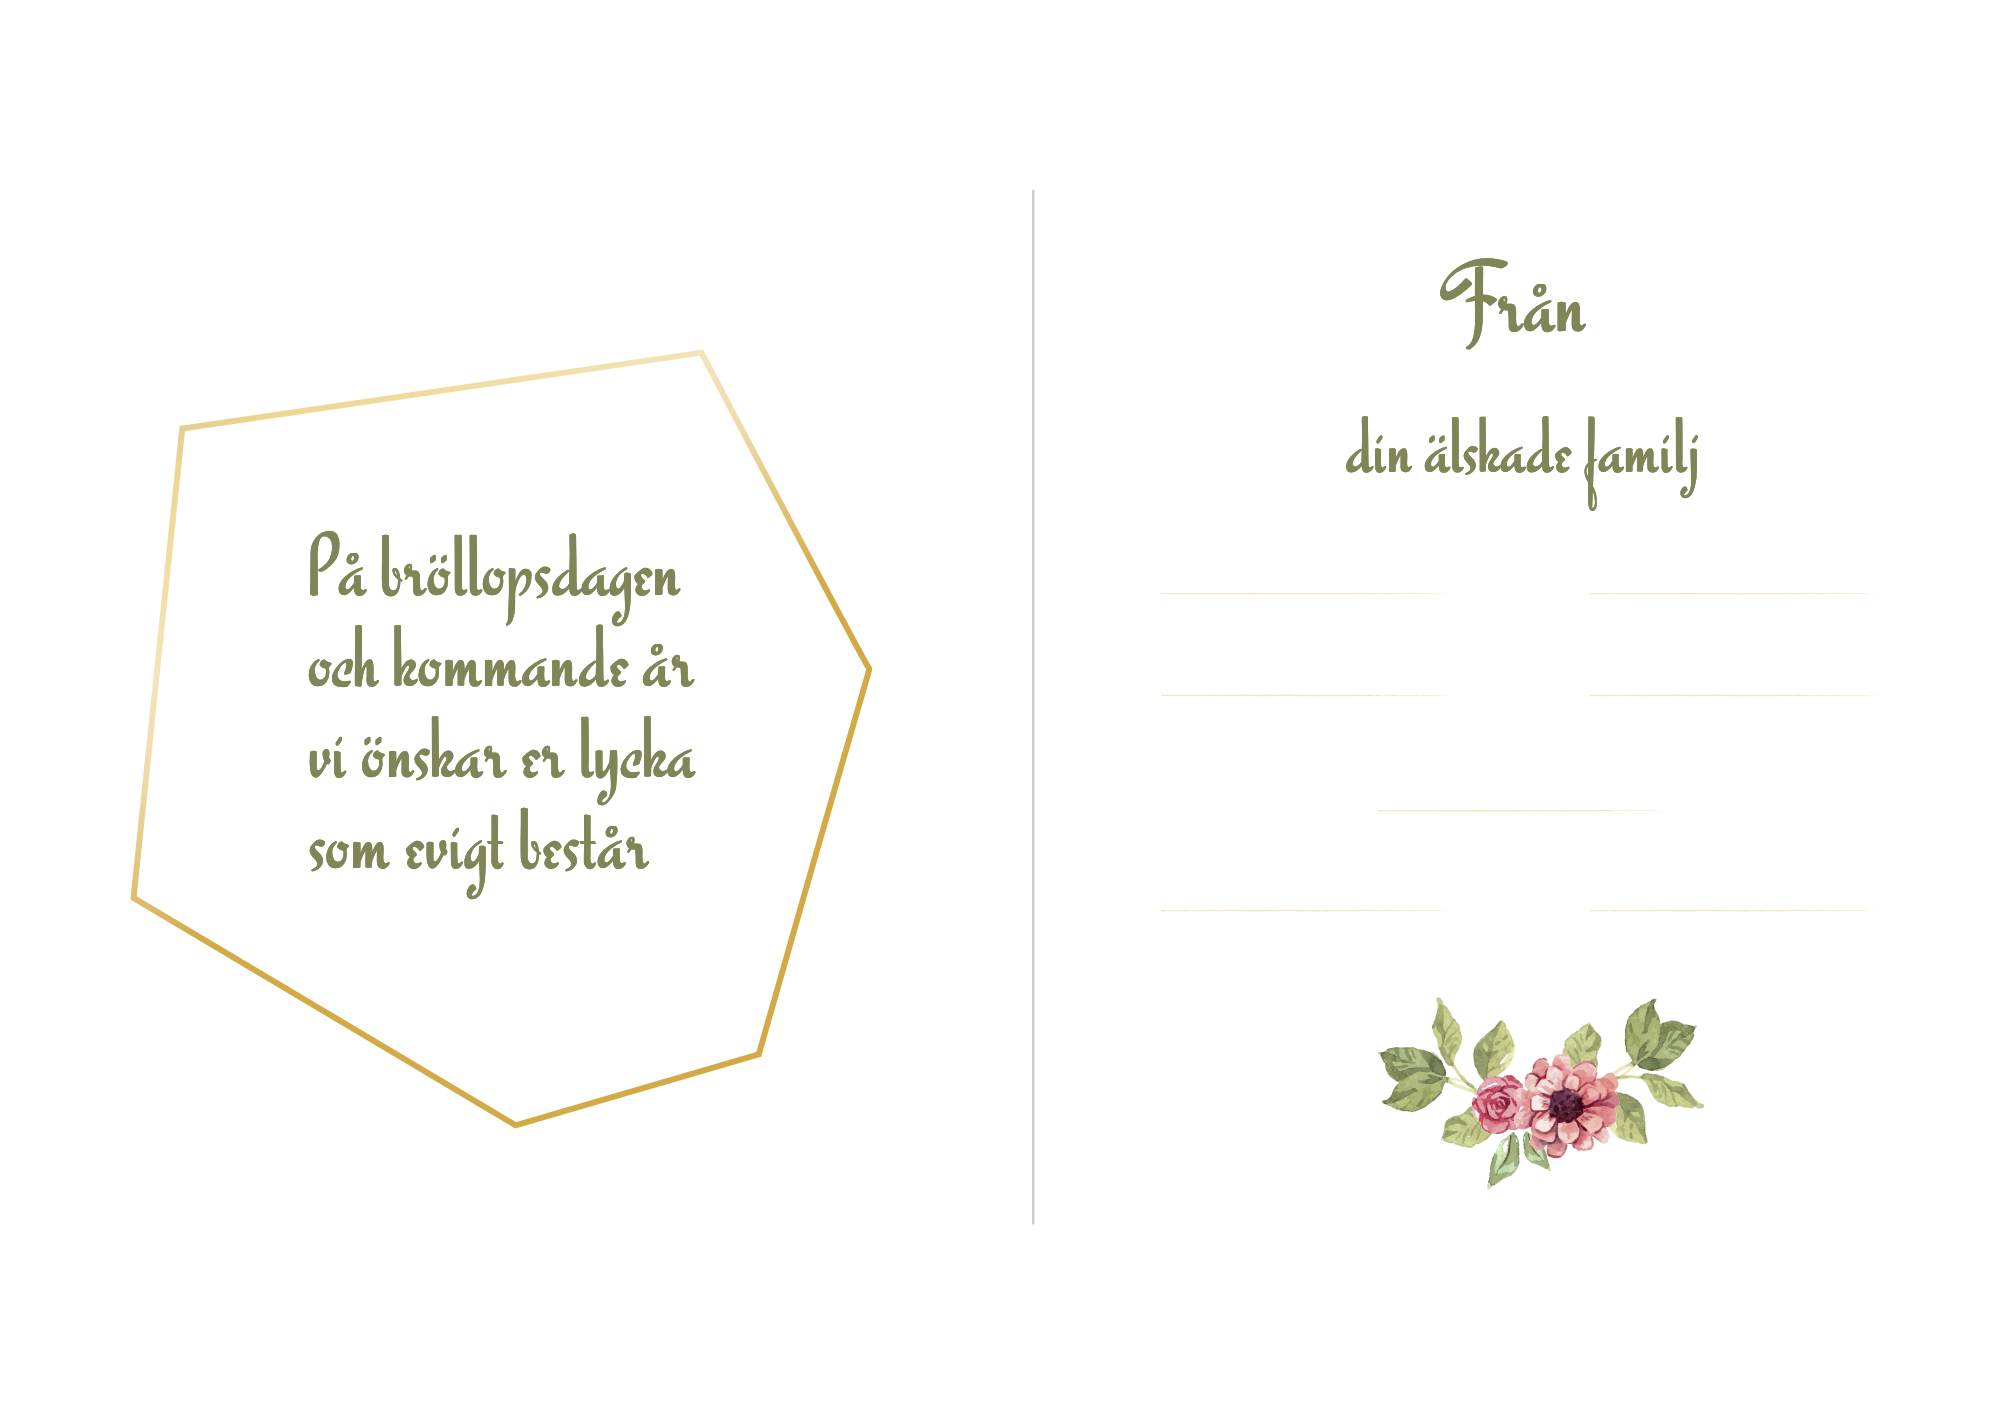 På bröllopsdagen
och kommande år
vi önskar er lycka
som evigt består
Från
din älskade familj